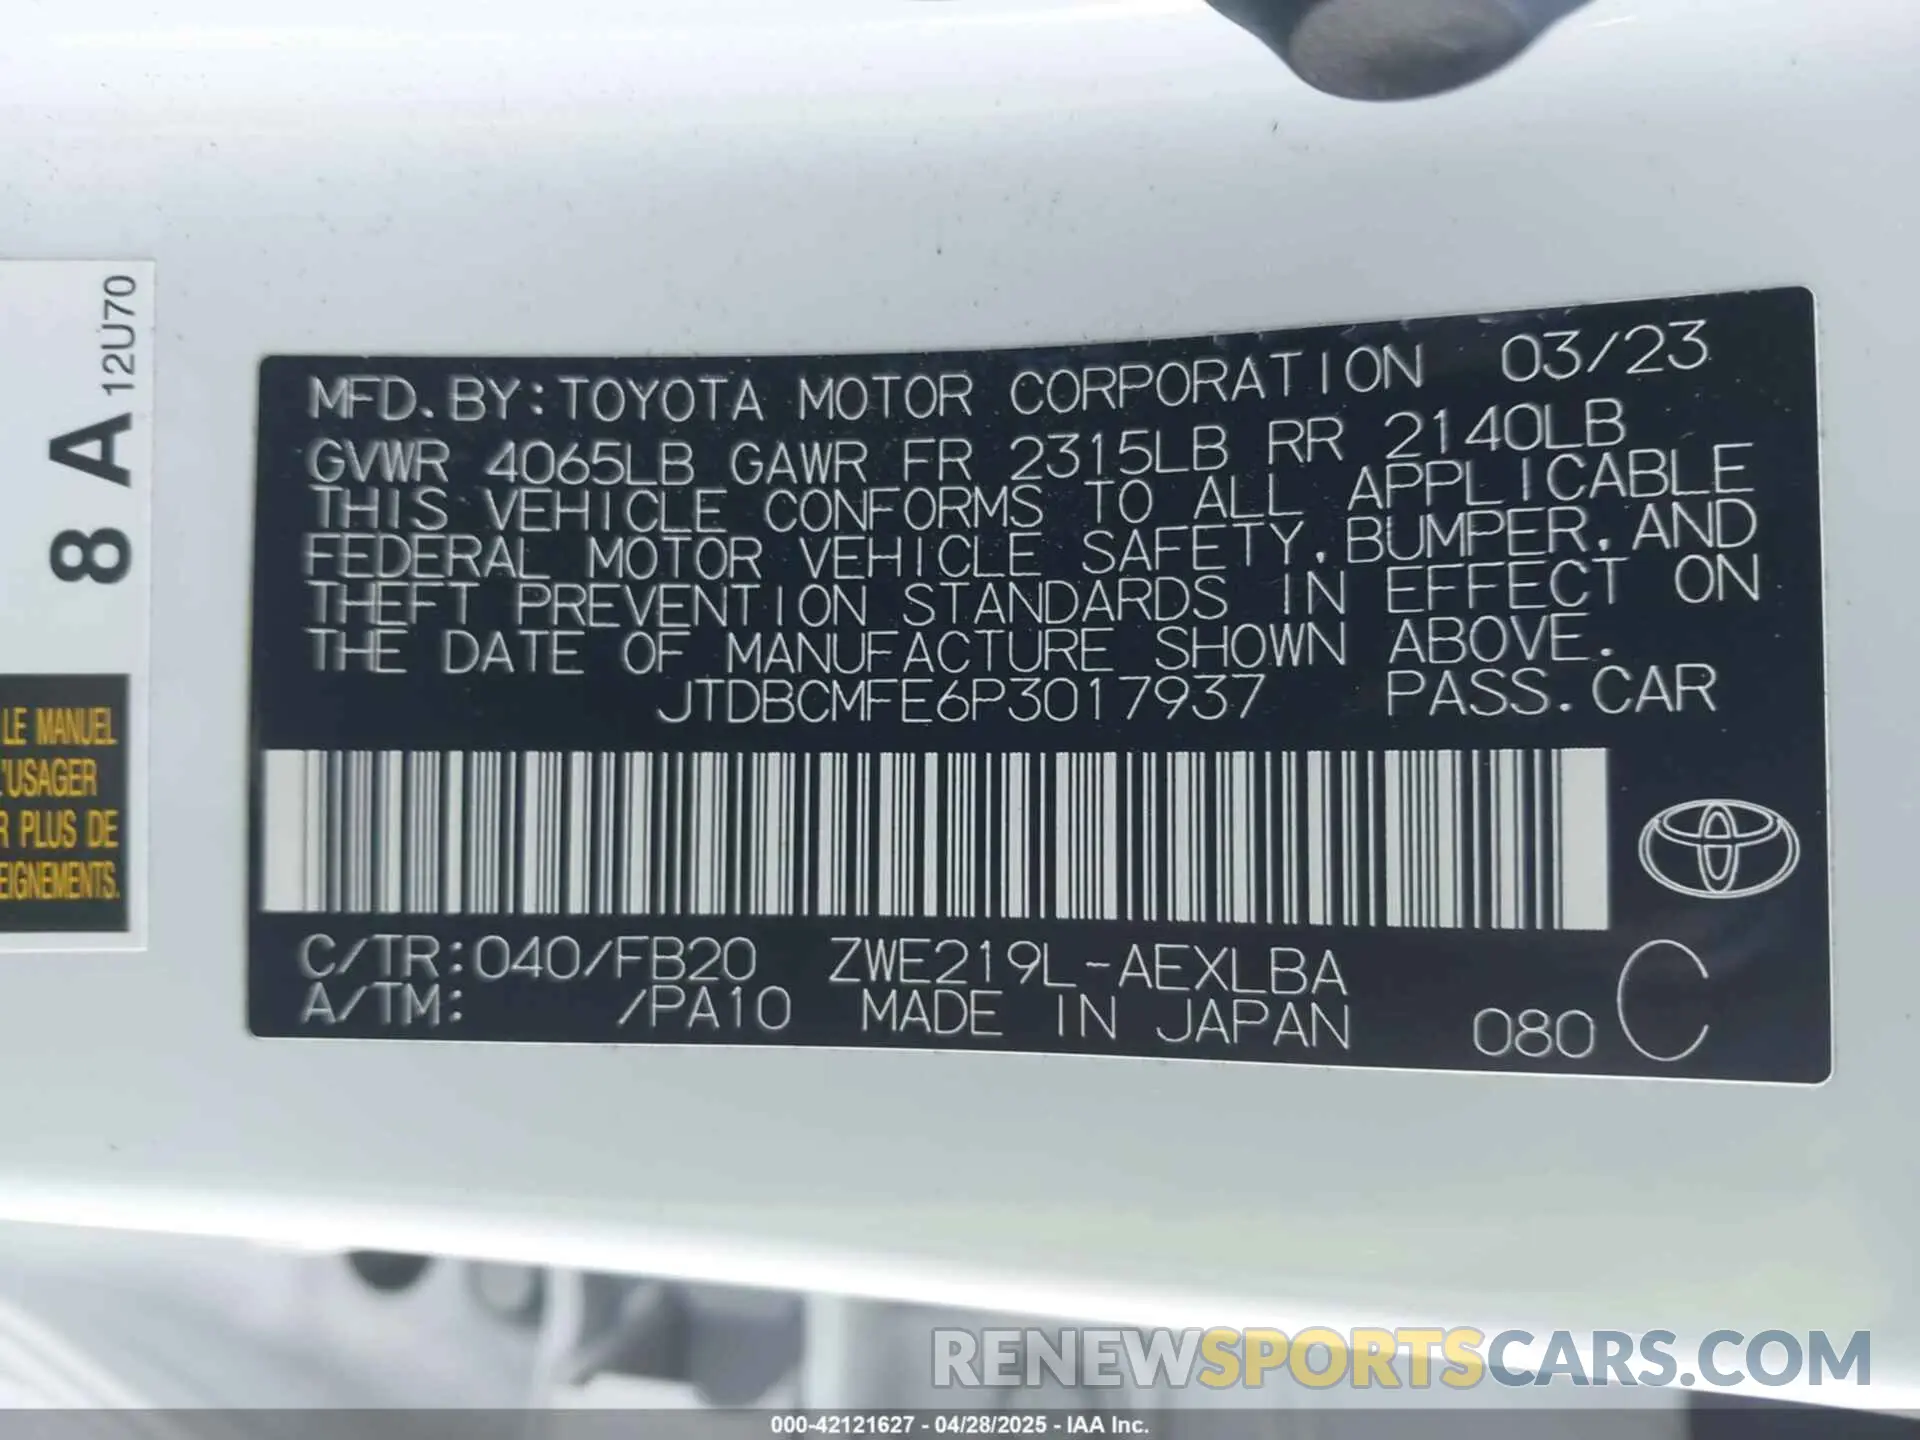 12U70
8 A
LE MANUEL
L'USAGER
R PLUS DE
EIGNEMENTS.
MFD. BY: TOYOTA MOTOR CORPORATION 03/23
GVWR 4065LB GAWR FR 2315LB RR 2140LB
THIS VEHICLE CONFORMS TO ALL APPLICABLE
FEDERAL MOTOR VEHICLE SAFETY, BUMPER, AND
THEFT PREVENTION STANDARDS IN EFFECT ON
THE DATE OF MANUFACTURE SHOWN ABOVE.
JTDBCMFE6P3017937 PASS. CAR
C/TR: 040/FB20 ZWE219L-AEXLBA
A/TM: /PA10 MADE IN JAPAN 080 C
RENEWSPORTSCARS.COM
000-42121627 - 04/28/2025 - IAA Inc.